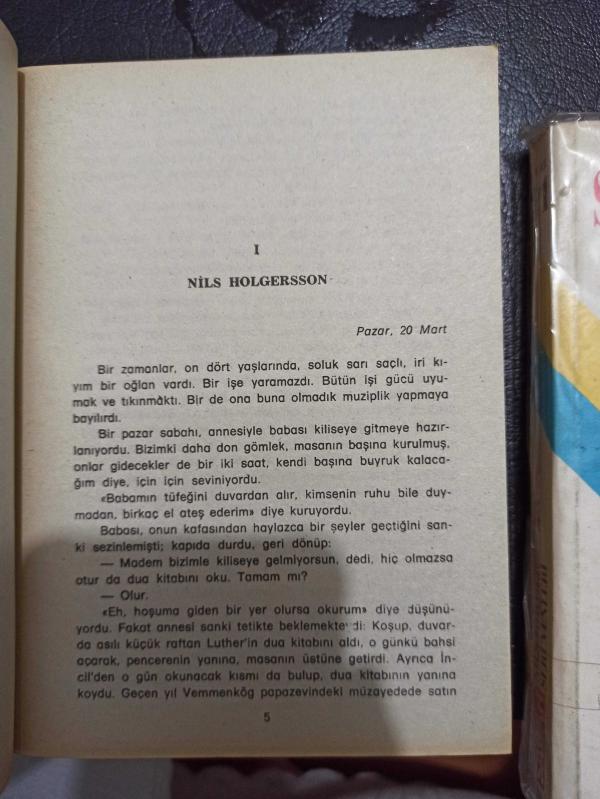 I
NİLS HOLGERSSON
Pazar, 20 Mart
Bir zamanlar, on dört yaşlarında, soluk sarı saçlı, iri kı-
yım bir oğlan vardı. Bir işe yaramazdı. Bütün işi gücü uyu-
mak ve tıkınmaktı. Bir de ona buna olmadık muziplik yapmaya
bayılırdı.
Bir pazar sabahı, annesiyle babası kiliseye gitmeye hazır-
lanıyordu. Bizimki daha don gömlek, masanın başına kurulmuş,
onlar gidecekler de bir iki saat, kendi başına buyruk kalaca-
ğım diye, için için seviniyordu.
«Babamın tüfeğini duvardan alır, kimsenin ruhu bile duy-
madan, birkaç el ateş ederim» diye kuruyordu.
Babası, onun kafasından haylazca bir şeyler geçtiğini san-
ki sezinlemişti; kapıda durdu, geri dönüp:
— Madem bizimle kiliseye gelmiyorsun, dedi, hiç olmazsa
otur da dua kitabını oku. Tamam mı?
— Olur.
«Eh, hoşuma giden bir yer olursa okurum» diye düşünü-
yordu. Fakat annesi sanki tetikte beklemekte di: Koşup, duvar-
da asılı küçük raftan Luther'in dua kitabını aldı, o günkü bahsi
açarak, pencerenin yanına, masanın üstüne getirdi. Ayrıca İn-
cil'den o gün okunacak kısmı da bulup, dua kitabının yanına
koydu. Geçen yıl Vemmenkög papazevindeki müzayedede satın
5
S